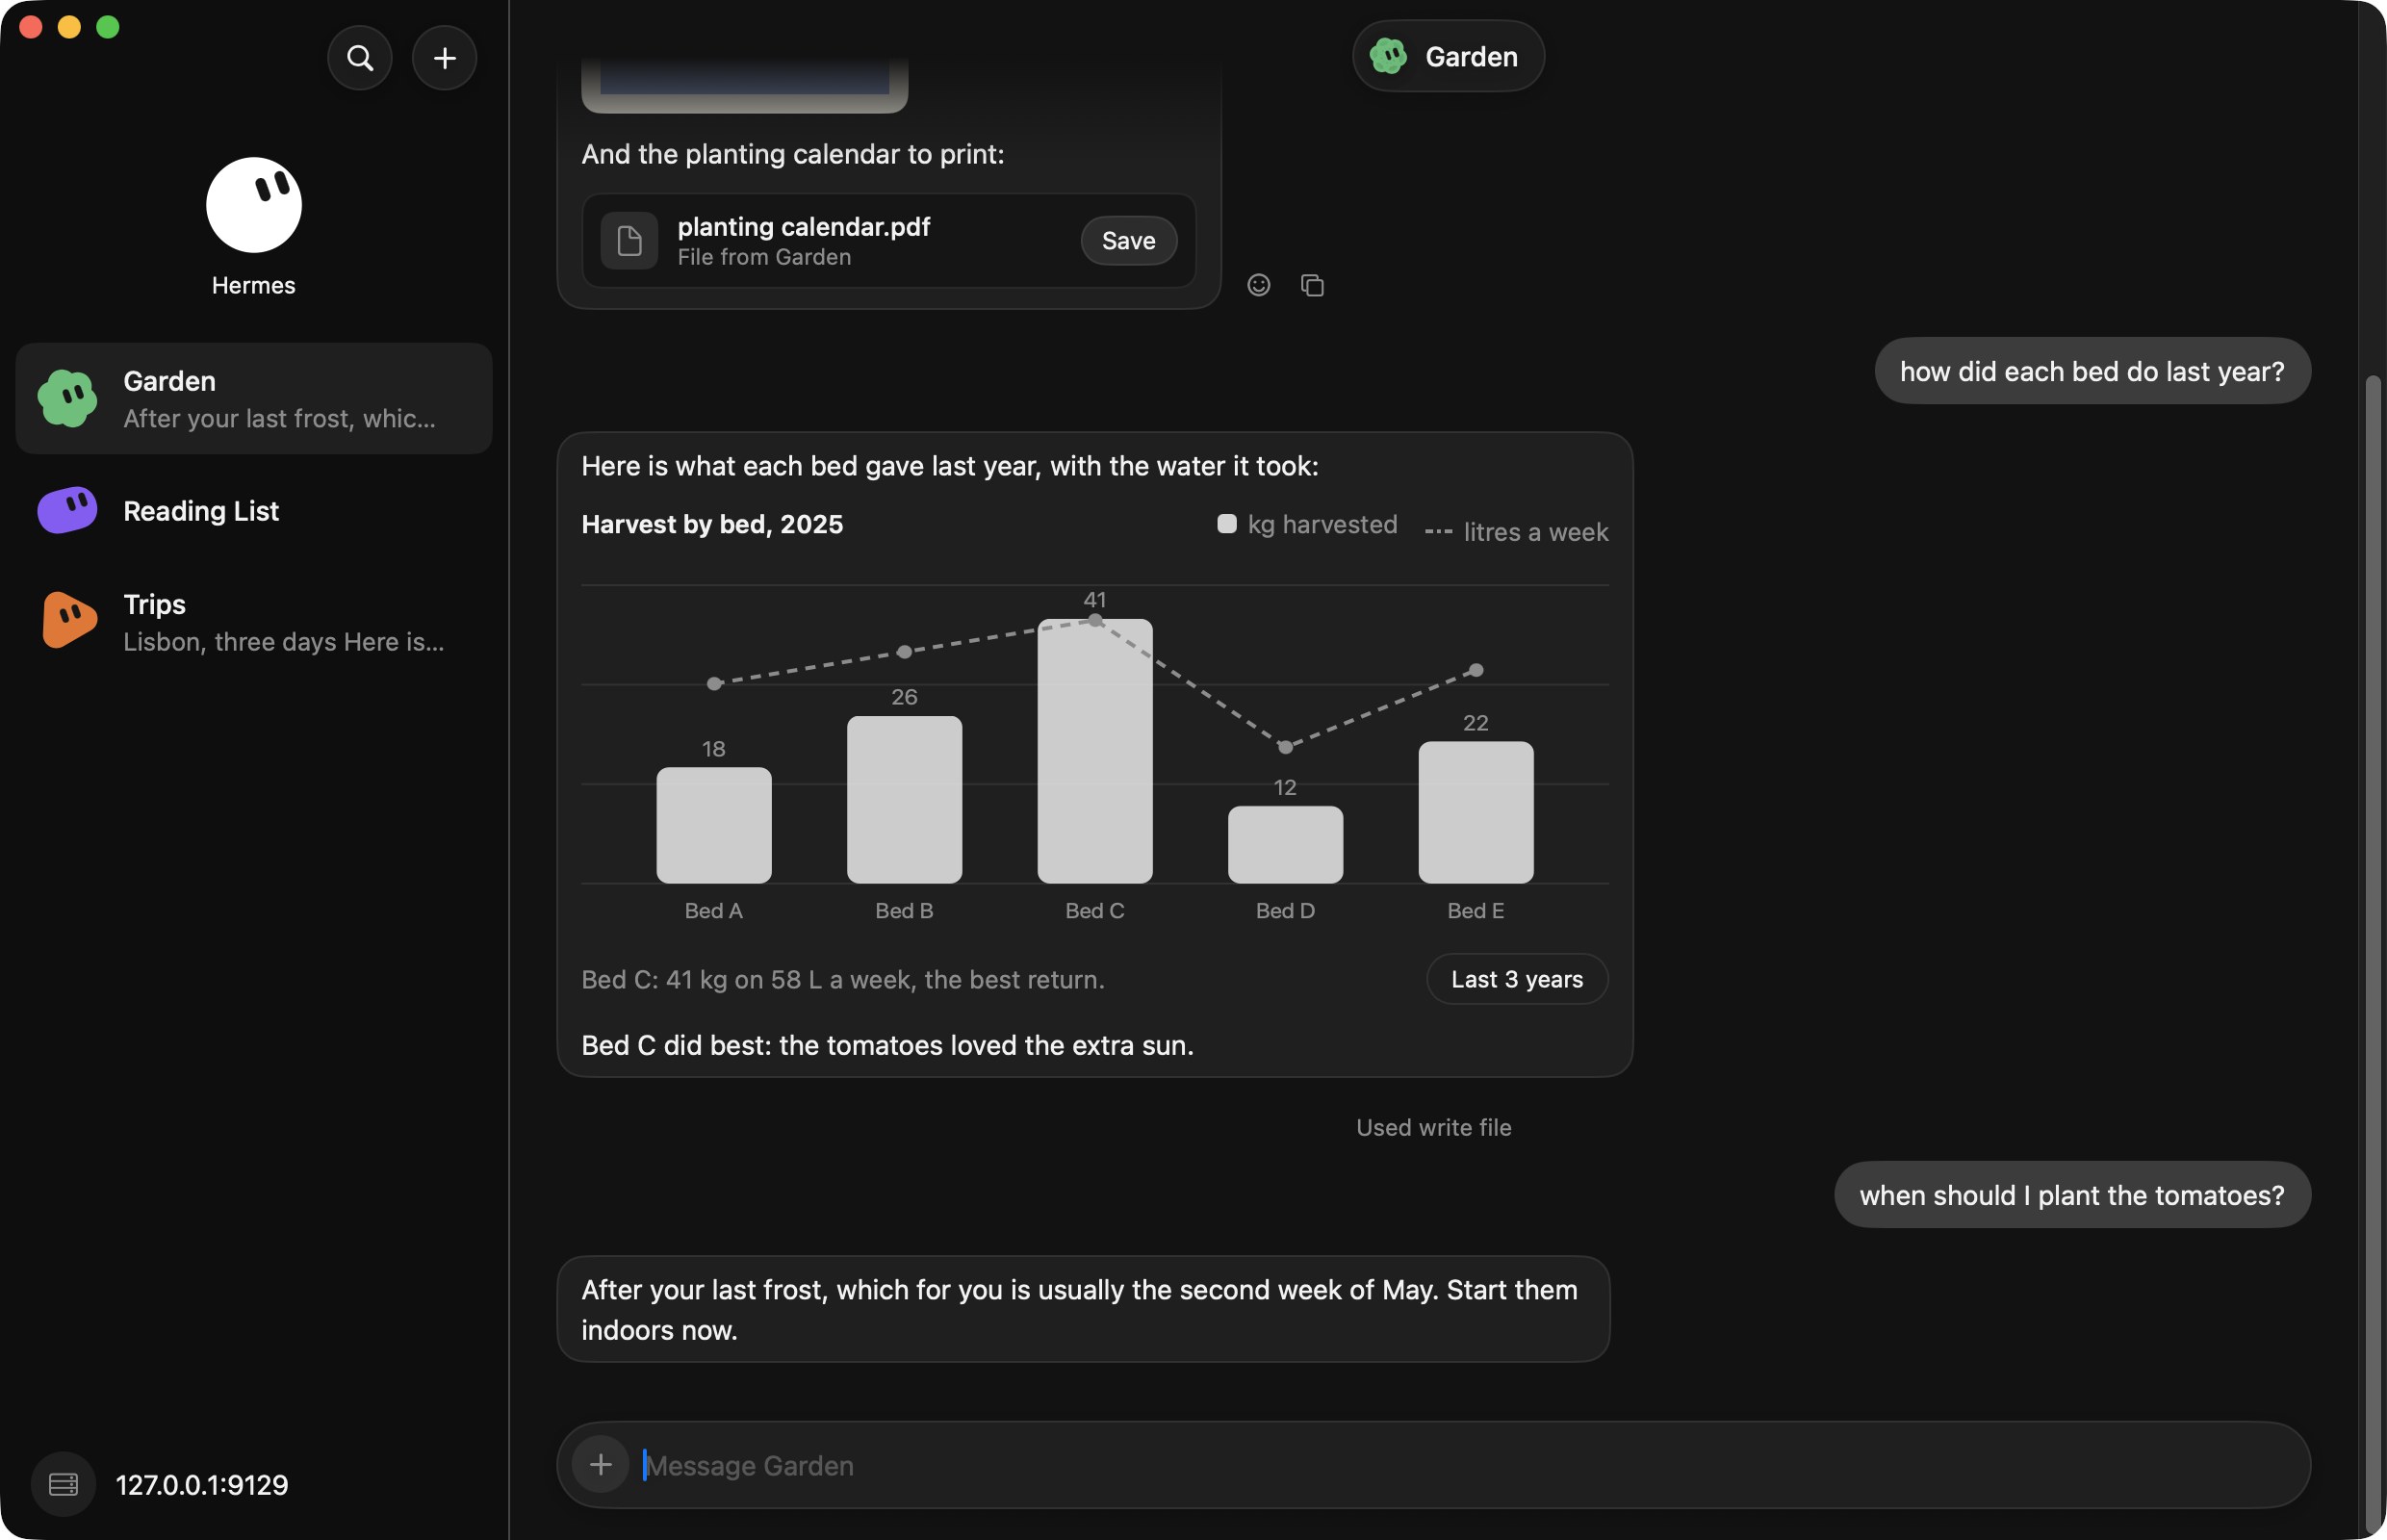 Hermes
Garden
After your last frost, whic...
Reading List
Trips
Lisbon, three days Here is...
127.0.0.1:9129
Garden
And the planting calendar to print:
planting calendar.pdf
File from Garden
Save
how did each bed do last year?
Here is what each bed gave last year, with the water it took:
Harvest by bed, 2025
kg harvested
litres a week
41
26
18
22
12
Bed A
Bed B
Bed C
Bed D
Bed E
Bed C: 41 kg on 58 L a week, the best return.
Last 3 years
Bed C did best: the tomatoes loved the extra sun.
Used write file
when should I plant the tomatoes?
After your last frost, which for you is usually the second week of May. Start them
indoors now.
Message Garden